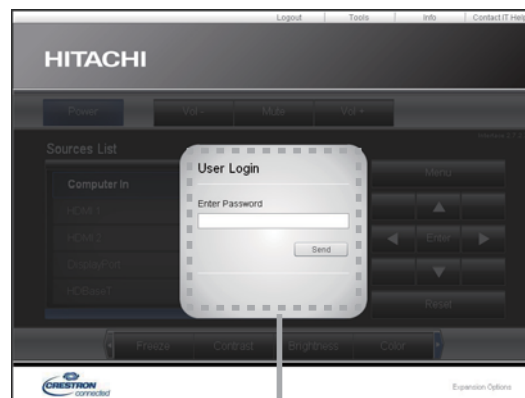 Logout Tools Info Contact IT Help
HITACHI
Power Vol - Mute Vol +
Sources List
Computer In
Menu
HDMI 1
HDMI 2
Enter
DisplayPort
HDBaseT
Reset
User Login
Enter Password
Send
Freeze Contrast Brightness Color
CRESTRON
connected
Expansion Options